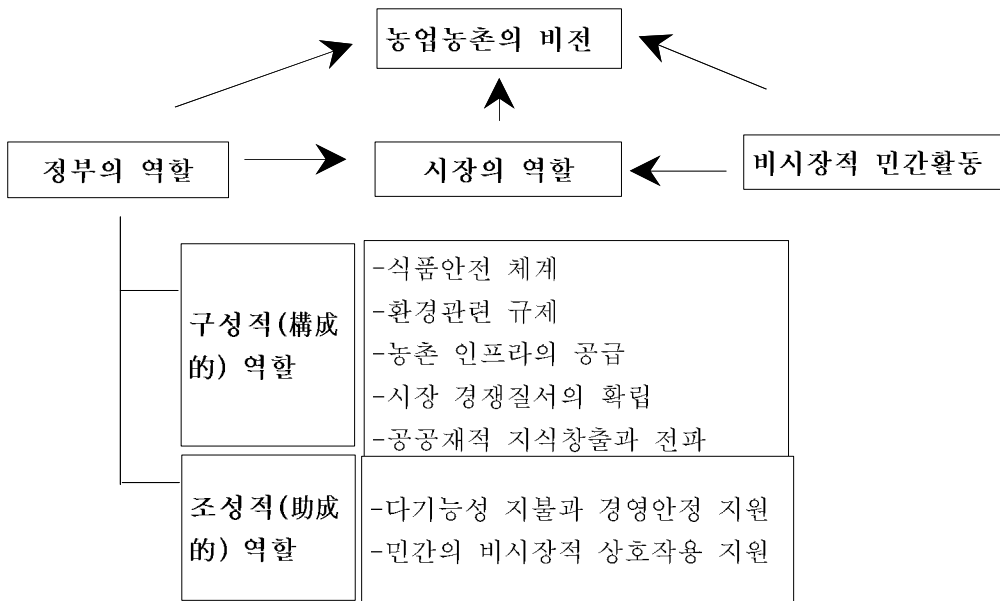 농업농촌의 비전
정부의 역할
시장의 역할
비시장적 민간활동
구성적(構成
的) 역할
-식품안전 체계
-환경관련 규제
-농촌 인프라의 공급
-시장 경쟁질서의 확립
-공공재적 지식창출과 전파
조성적(助成
的) 역할
-다기능성 지불과 경영안정 지원
-민간의 비시장적 상호작용 지원